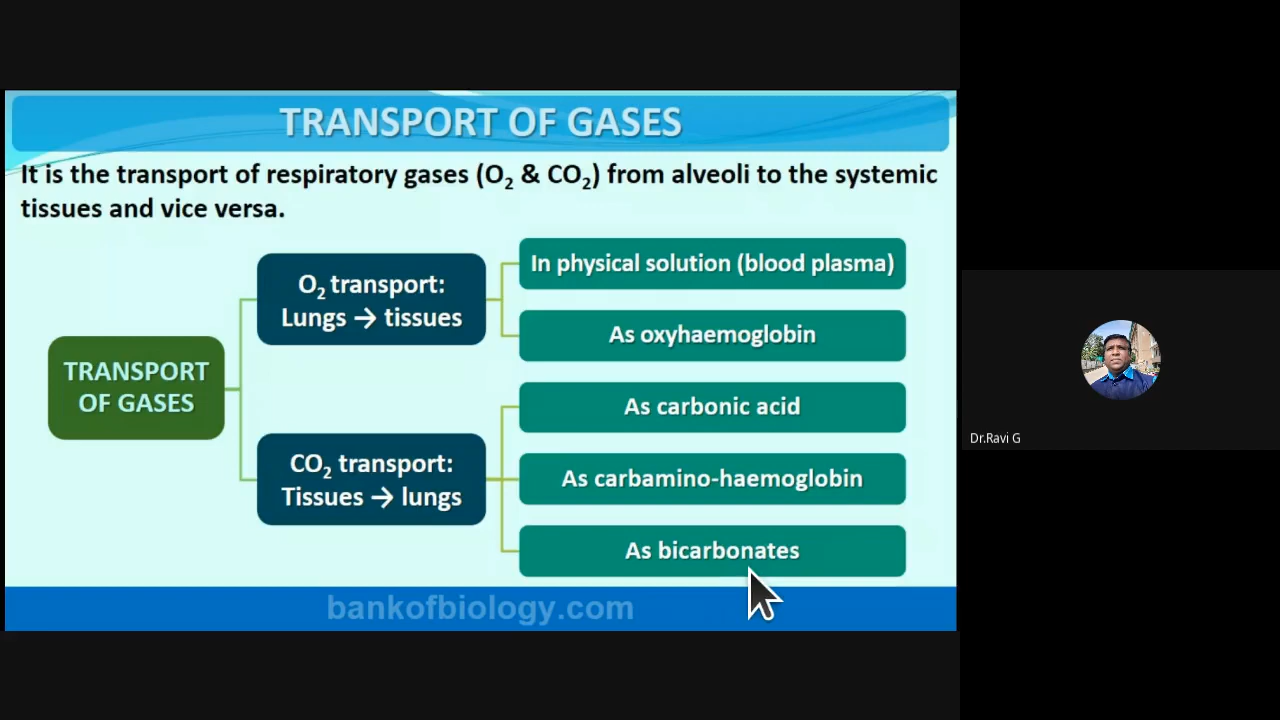 TRANSPORT OF GASES
It is the transport of respiratory gases (O₂ & CO₂) from alveoli to the systemic
tissues and vice versa.
In physical solution (blood plasma)
O₂ transport:
Lungs → tissues
As oxyhaemoglobin
TRANSPORT
OF GASES
As carbonic acid
CO₂ transport:
Tissues → lungs
As carbamino-haemoglobin
As bicarbonates
bankofbiology.com
Dr.Ravi G